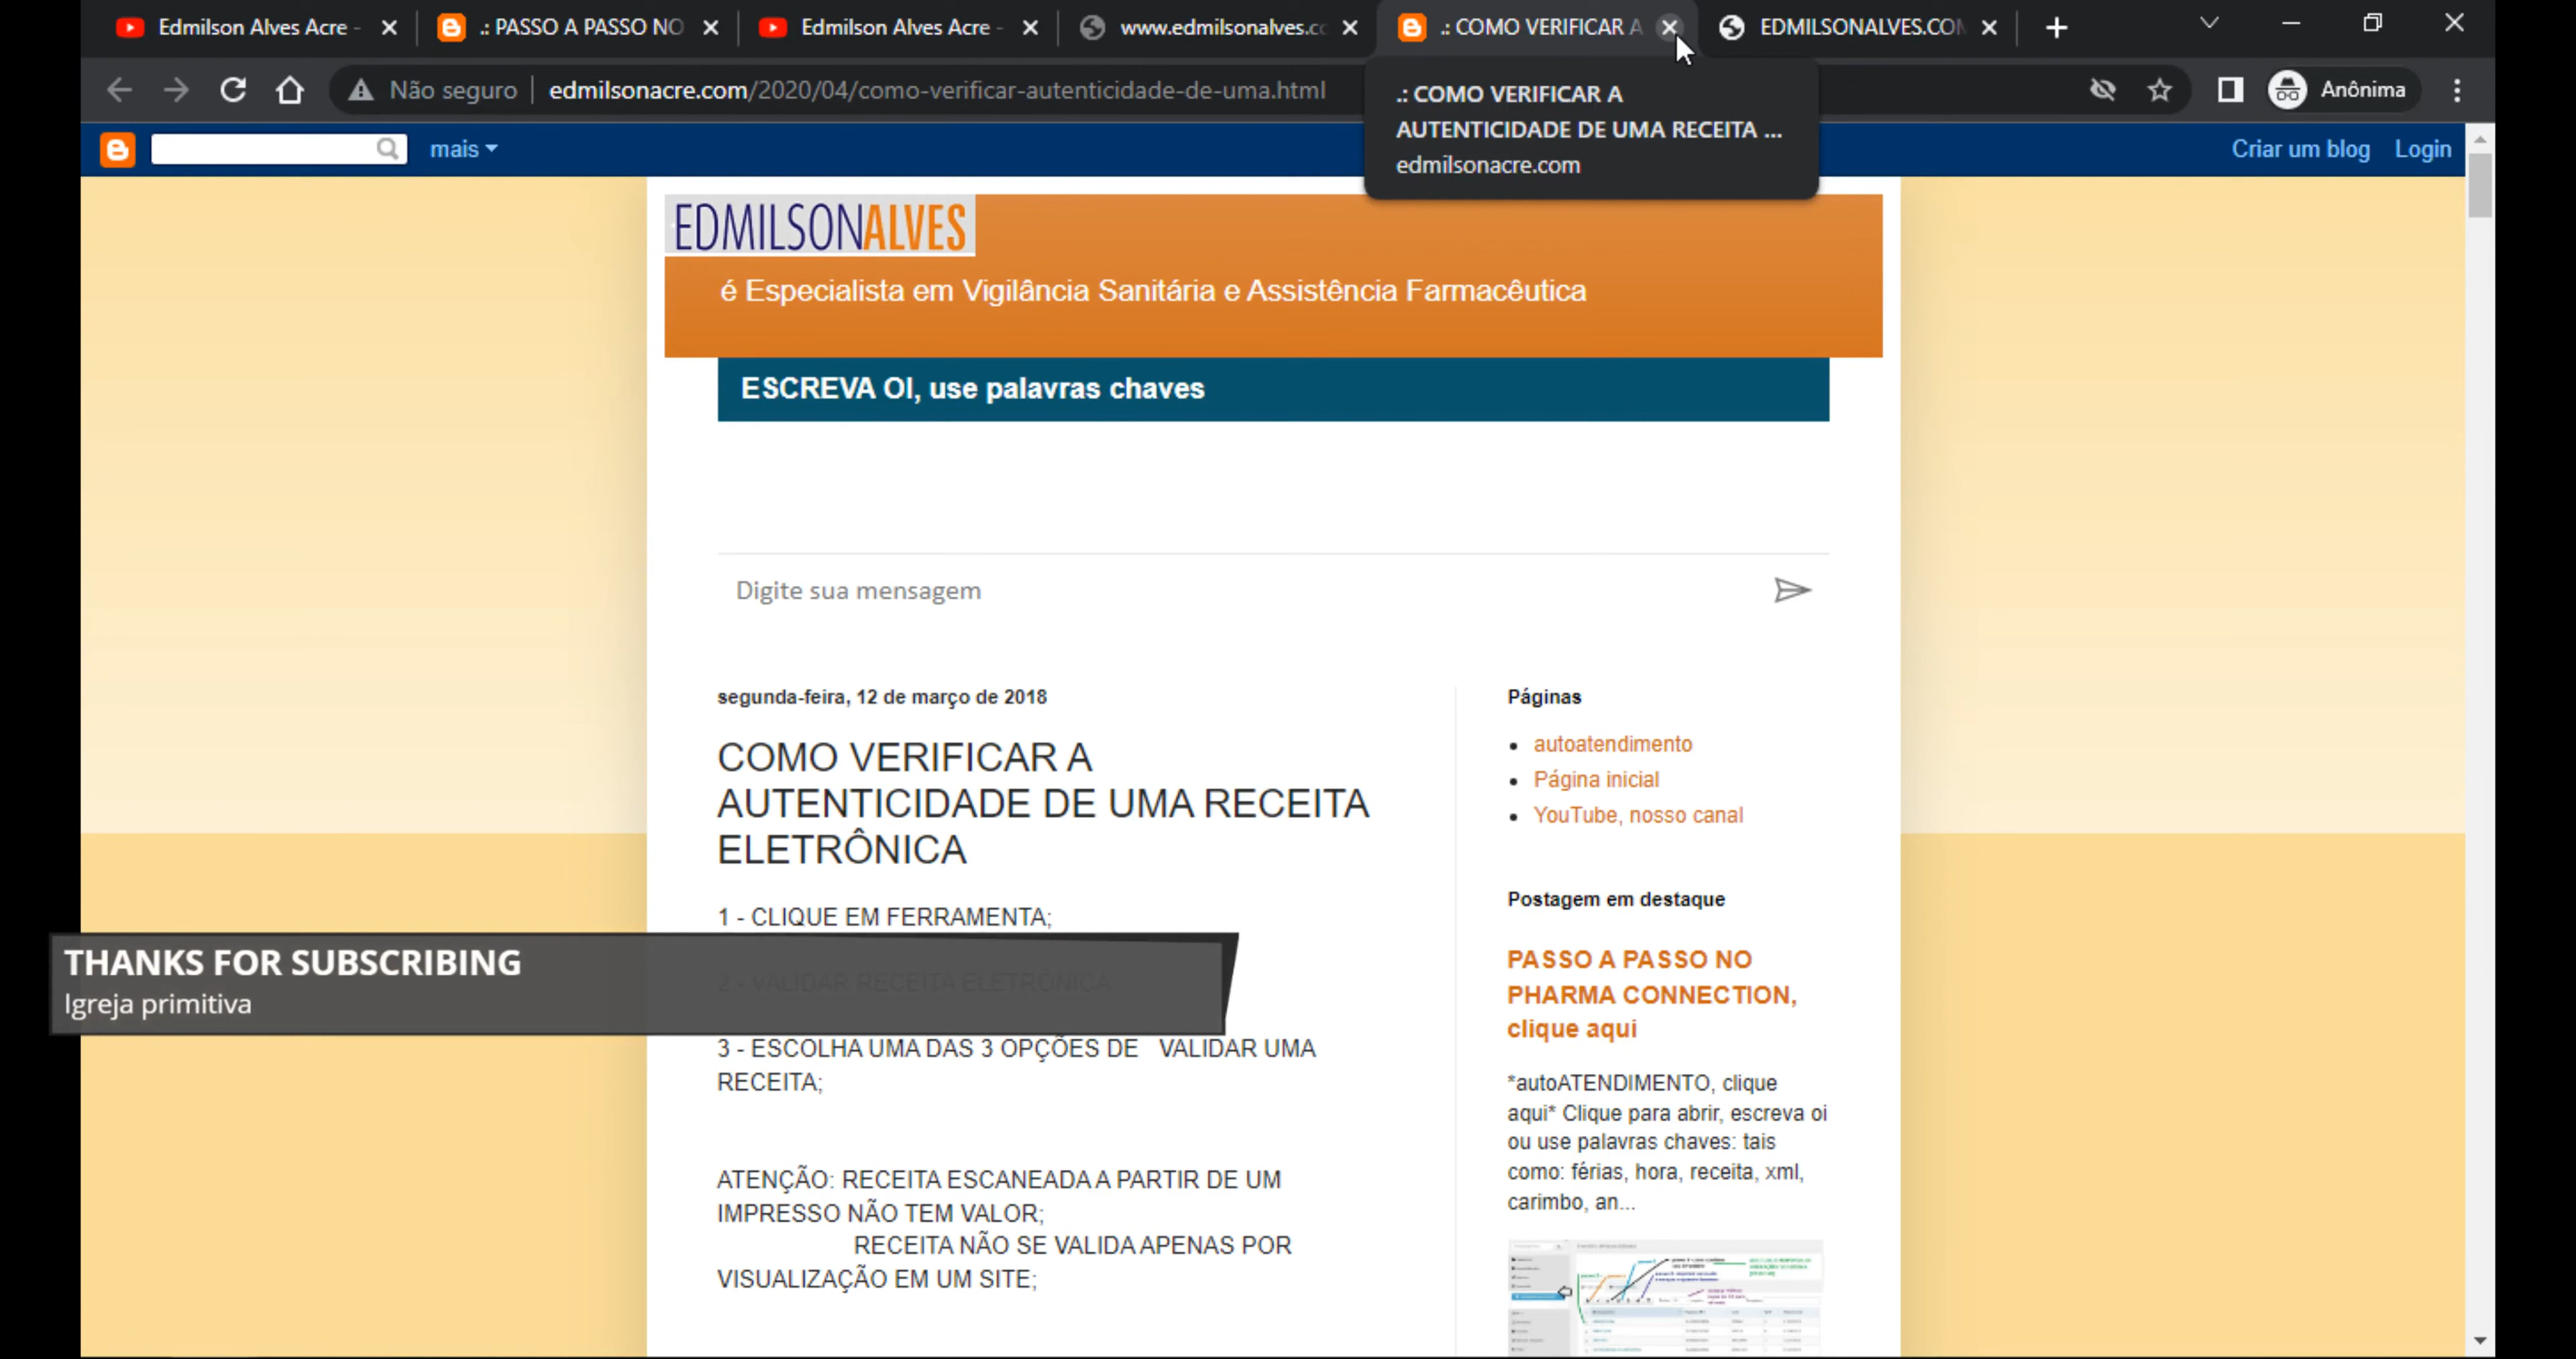 Edmilson Alves Acre -
.: PASSO A PASSO NO
Edmilson Alves Acre -
www.edmilsonalves.co
.: COMO VERIFICAR A
EDMILSONALVES.COM
Não seguro
edmilsonacre.com/2020/04/como-verificar-autenticidade-de-uma.html
Anônima
.: COMO VERIFICAR A
AUTENTICIDADE DE UMA RECEITA ...
edmilsonacre.com
mais
Criar um blog
Login
EDMILSONALVES
é Especialista em Vigilância Sanitária e Assistência Farmacêutica
ESCREVA OI, use palavras chaves
Digite sua mensagem
segunda-feira, 12 de março de 2018
COMO VERIFICAR A
AUTENTICIDADE DE UMA RECEITA
ELETRÔNICA
1 - CLIQUE EM FERRAMENTA;
2 - VALIDAR RECEITA ELETRÔNICA
THANKS FOR SUBSCRIBING
Igreja primitiva
3 - ESCOLHA UMA DAS 3 OPÇÕES DE VALIDAR UMA
RECEITA;
ATENÇÃO: RECEITA ESCANEADA A PARTIR DE UM
IMPRESSO NÃO TEM VALOR;
RECEITA NÃO SE VALIDA APENAS POR
VISUALIZAÇÃO EM UM SITE;
Páginas
autoatendimento
Página inicial
YouTube, nosso canal
Postagem em destaque
PASSO A PASSO NO
PHARMA CONNECTION,
clique aqui
*autoATENDIMENTO, clique
aqui* Clique para abrir, escreva oi
ou use palavras chaves: tais
como: férias, hora, receita, xml,
carimbo, an...